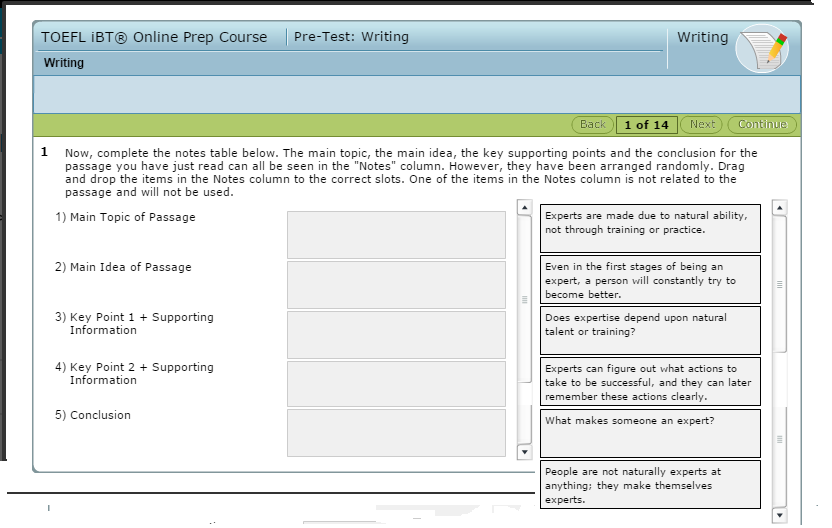 TOEFL iBT® Online Prep Course
Pre-Test: Writing
Writing
Writing
Back
1 of 14
Next
Continue
1
Now, complete the notes table below. The main topic, the main idea, the key supporting points and the conclusion for the
passage you have just read can all be seen in the "Notes" column. However, they have been arranged randomly. Drag
and drop the items in the Notes column to the correct slots. One of the items in the Notes column is not related to the
passage and will not be used.
1) Main Topic of Passage
2) Main Idea of Passage
3) Key Point 1 + Supporting
Information
4) Key Point 2 + Supporting
Information
5) Conclusion
Experts are made due to natural ability,
not through training or practice.
Even in the first stages of being an
expert, a person will constantly try to
become better.
Does expertise depend upon natural
talent or training?
Experts can figure out what actions to
take to be successful, and they can later
remember these actions clearly.
What makes someone an expert?
People are not naturally experts at
anything; they make themselves
experts.